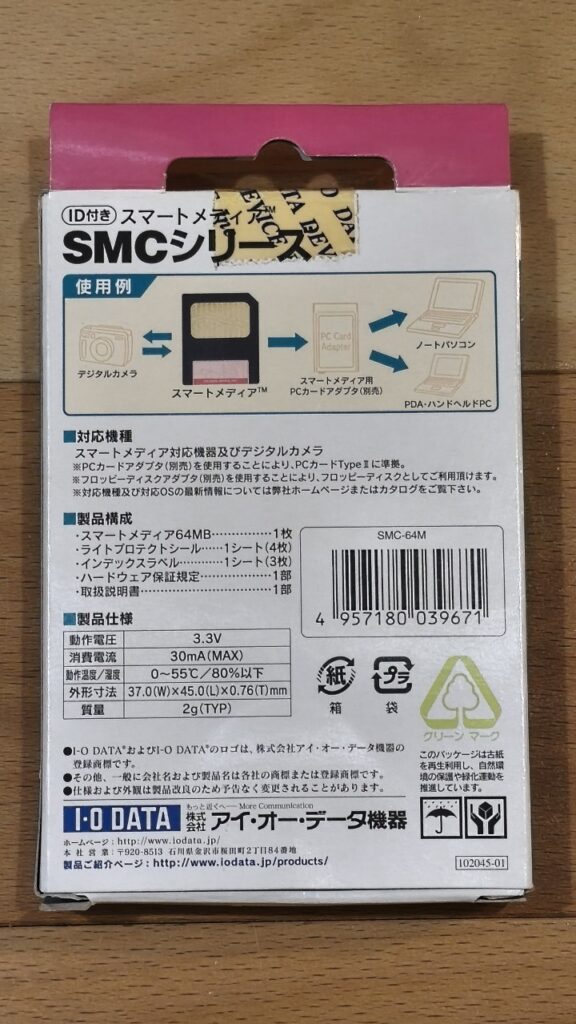 ID付き スマートメディア™
SMCシリーズ
使用例
デジタルカメラ
スマートメディア™
PC Card
Adapter
スマートメディア用
PCカードアダプタ(別売)
ノートパソコン
PDA・ハンドヘルドPC
■対応機種
スマートメディア対応機器及びデジタルカメラ
※PCカードアダプタ(別売)を使用することにより、PCカードTypeⅡに準拠。
※フロッピーディスクアダプタ(別売)を使用することにより、フロッピーディスクとしてご利用頂けます。
※対応機種及び対応OSの最新情報については弊社ホームページまたはカタログをご覧下さい。
■製品構成
・スマートメディア64MB……………1枚
・ライトプロテクトシール……1シート(4枚)
・インデックスラベル…………1シート(3枚)
・ハードウェア保証規定……………1部
・取扱説明書…………………………1部
SMC-64M
4 957180 039671
■製品仕様
動作電圧 3.3V
消費電流 30mA(MAX)
動作温度/湿度 0～55℃/80%以下
外形寸法 37.0(W)×45.0(L)×0.76(T)mm
質量 2g(TYP)
紙
箱
プラ
袋
グリーン マーク
このパッケージは古紙
を再生利用し、自然環
境の保護や緑化運動を
推進しています。
●I-O DATA®およびI-O DATA®のロゴは、株式会社アイ・オー・データ機器の
登録商標です。
●その他、一般に会社名および製品名は各社の商標または登録商標です。
●仕様および外観は製品改良のため予告なく変更されることがあります。
もっと近くへ── More Communication
I・O DATA 株式会社 アイ・オー・データ機器
ホームページ：http://www.iodata.jp/
本 社 営 業：〒920-8513 石川県金沢市桜田町2丁目84番地
製品ご紹介ページ：http://www.iodata.jp/products/
102045-01